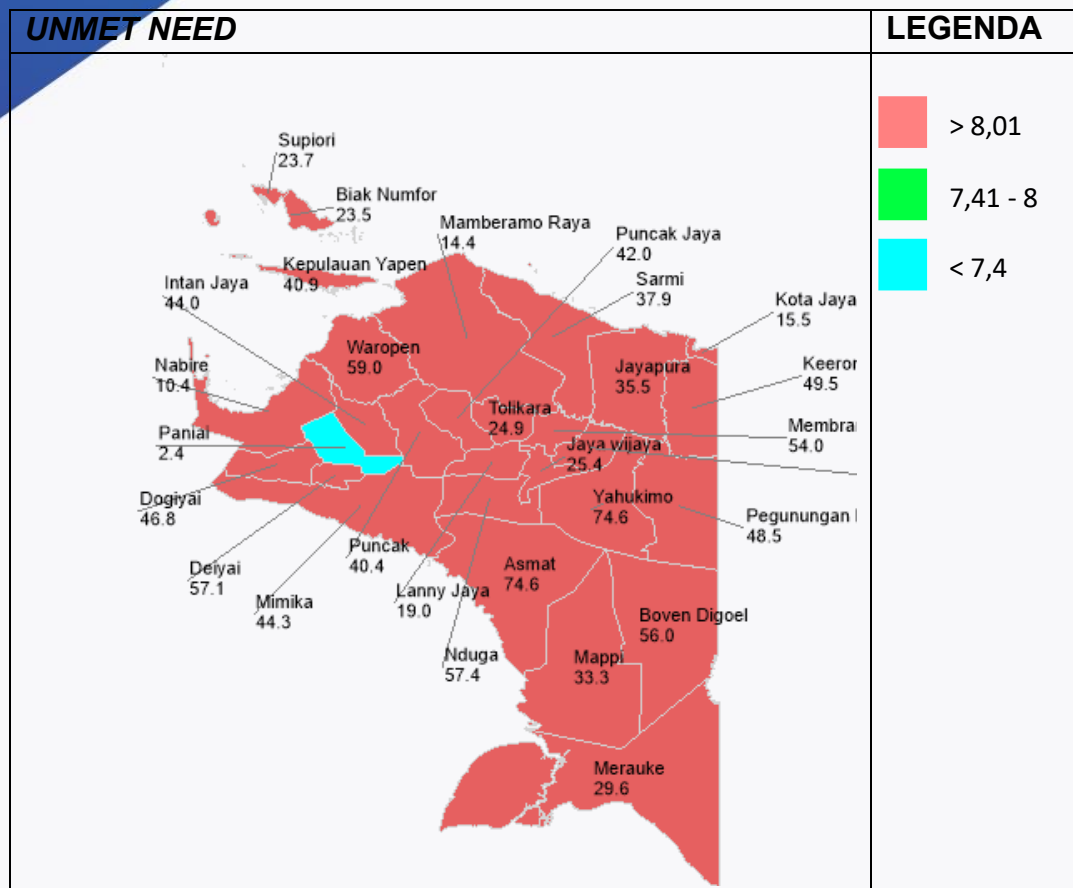 UNMET NEED
LEGENDA
> 8,01
7,41 - 8
< 7,4
Supiori
23.7
Biak Numfor
23.5
Mamberamo Raya
14.4
Puncak Jaya
42.0
Kepulauan Yapen
40.9
Intan Jaya
44.0
Sarmi
37.9
Kota Jaya
15.5
Waropen
59.0
Jayapura
35.5
Keeror
49.5
Nabire
10.4
Tolikara
24.9
Membra
54.0
Paniai
2.4
Jaya wijaya
25.4
Dogiyai
46.8
Yahukimo
74.6
Pegunungan
48.5
Puncak
40.4
Deiyai
57.1
Asmat
74.6
Lanny Jaya
19.0
Mimika
44.3
Boven Digoel
56.0
Nduga
57.4
Mappi
33.3
Merauke
29.6